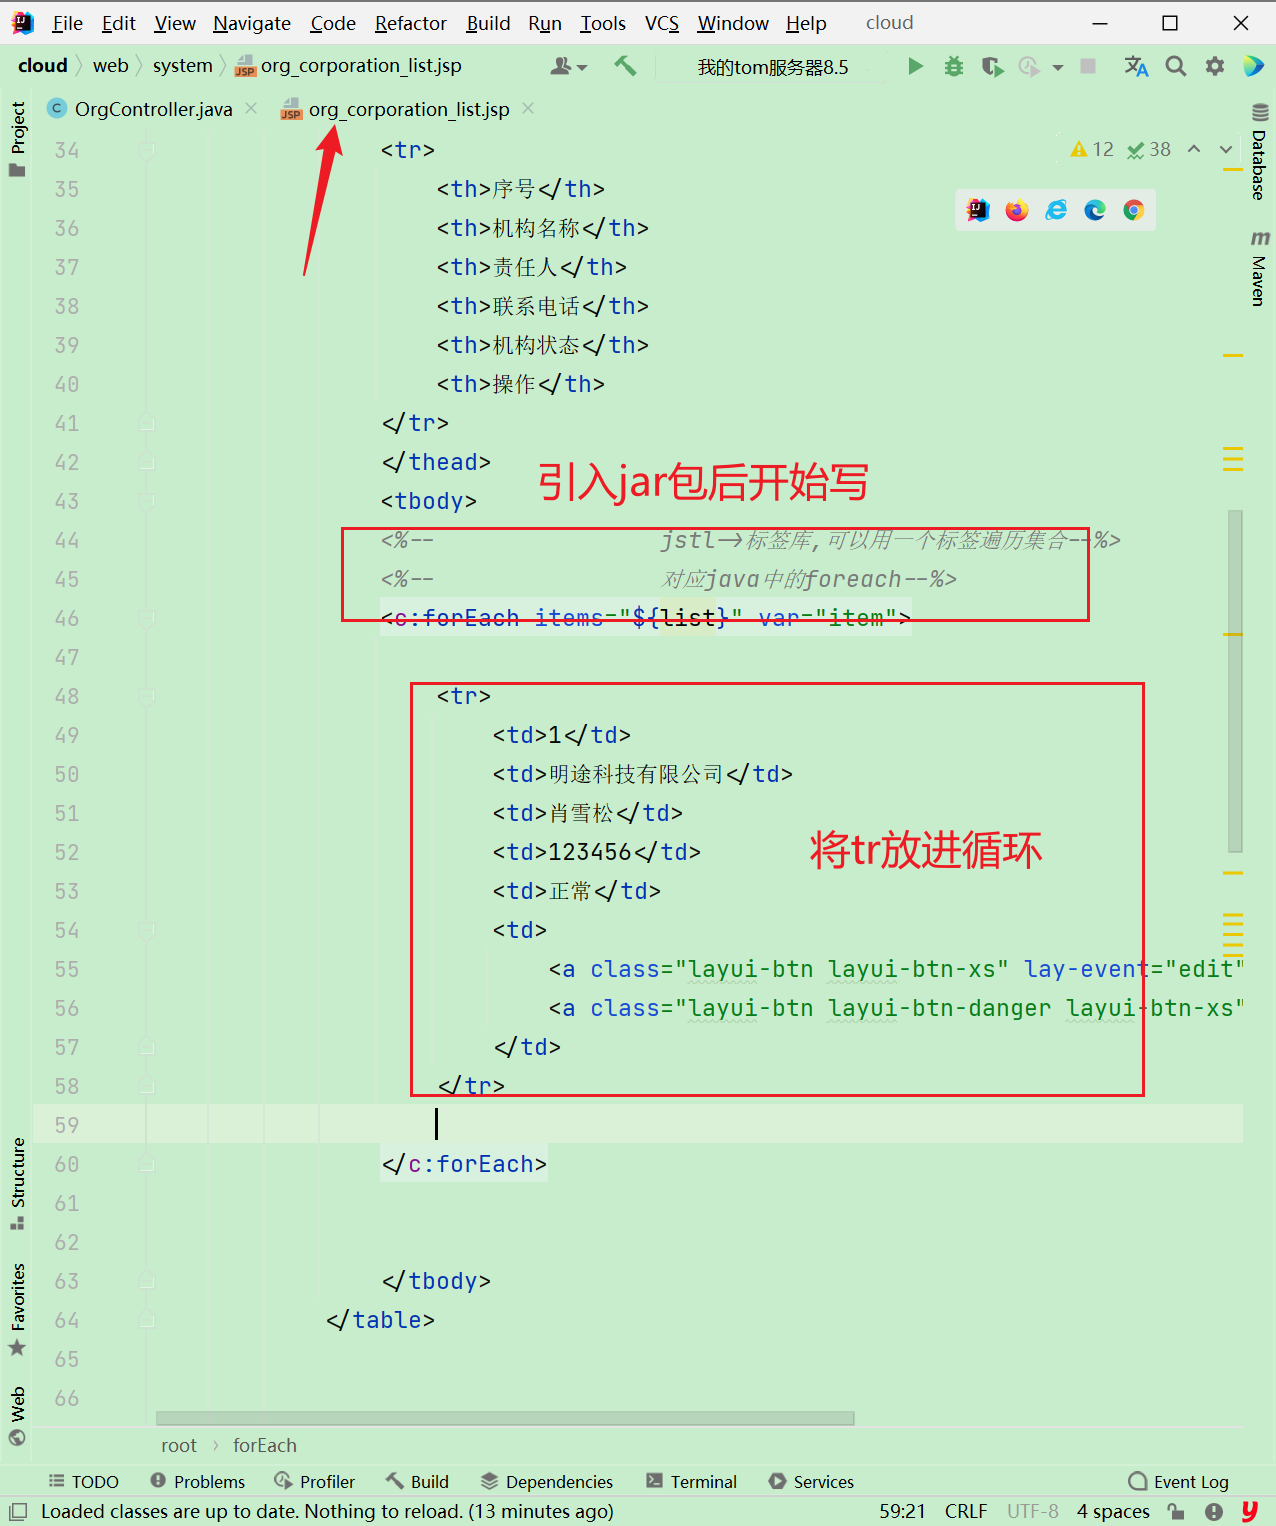 File Edit View Navigate Code Refactor Build Run Tools VCS Window Help cloud
cloud web system org_corporation_list.jsp 我的tom服务器8.5
OrgController.java org_corporation_list.jsp
12 38
34 <tr>
35 <th>序号</th>
36 <th>机构名称</th>
37 <th>责任人</th>
38 <th>联系电话</th>
39 <th>机构状态</th>
40 <th>操作</th>
41 </tr>
42 </thead>
引入jar包后开始写
43 <tbody>
44 <%-- jstl->标签库,可以用一个标签遍历集合--%>
45 <%-- 对应java中的foreach--%>
46 <c:forEach items="${list}" var="item">
47
48 <tr>
49 <td>1</td>
50 <td>明途科技有限公司</td>
51 <td>肖雪松</td>
52 <td>123456</td>
将tr放进循环
53 <td>正常</td>
54 <td>
55 <a class="layui-btn layui-btn-xs" lay-event="edit"
56 <a class="layui-btn layui-btn-danger layui-btn-xs"
57 </td>
58 </tr>
59
60 </c:forEach>
61
62
63 </tbody>
64 </table>
65
66
Project
Structure
Favorites
Web
Database
Maven
root forEach
TODO Problems Profiler Build Dependencies Terminal Services Event Log
Loaded classes are up to date. Nothing to reload. (13 minutes ago) 59:21 CRLF UTF-8 4 spaces